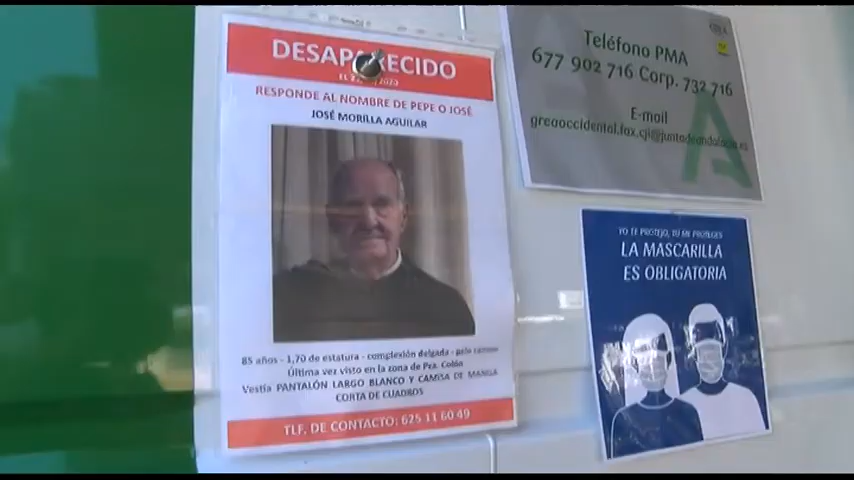 DESAPARECIDO
RESPONDE AL NOMBRE DE PEPE O JOSÉ
JOSÉ MORILLA AGUILAR
85 años - 1,70 de estatura - complexión delgada - pelo
Última vez visto en la zona de Pza. Colón
Vestía PANTALÓN LARGO BLANCO Y CAMISA DE MANGA
CORTA DE CUADROS
TLF. DE CONTACTO: 625 11 60 49
Teléfono PMA
677 902 716 Corp. 732 716
E-mail
YO TE PROTEJO, TU ME PROTEGES
LA MASCARILLA
ES OBLIGATORIA